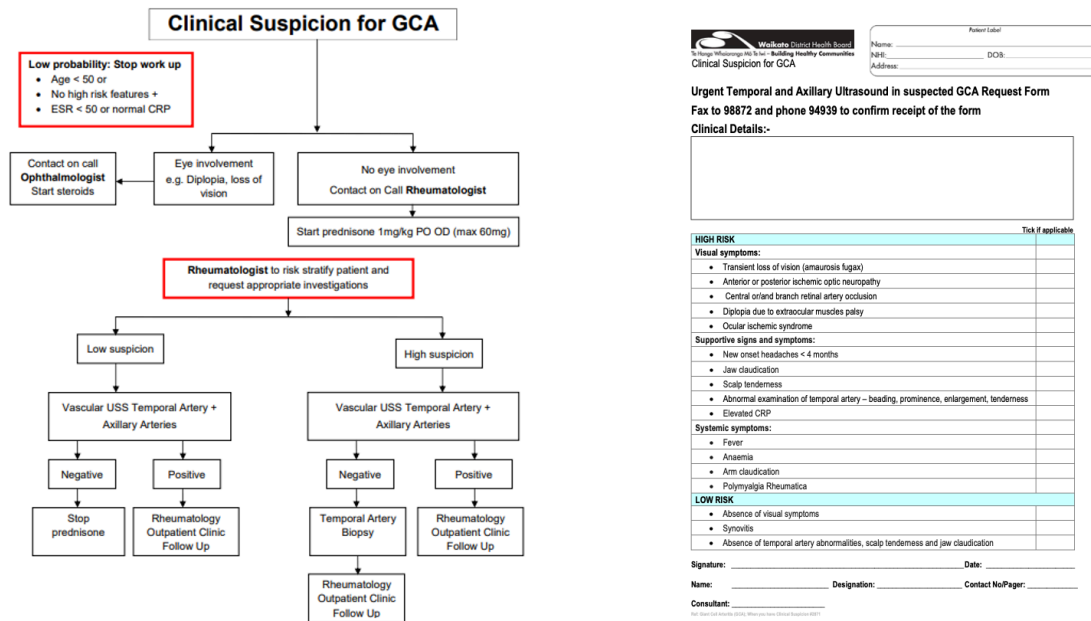 Clinical Suspicion for GCA
Low probability: Stop work up
• Age < 50 or
• No high risk features +
• ESR < 50 or normal CRP
Contact on call
Ophthalmologist
Start steroids
Eye involvement
e.g. Diplopia, loss of
vision
No eye involvement
Contact on Call Rheumatologist
Start prednisone 1mg/kg PO OD (max 60mg)
Rheumatologist to risk stratify patient and
request appropriate investigations
Low suspicion
High suspicion
Vascular USS Temporal Artery +
Axillary Arteries
Vascular USS Temporal Artery +
Axillary Arteries
Negative
Positive
Negative
Positive
Stop
prednisone
Rheumatology
Outpatient Clinic
Follow Up
Temporal Artery
Biopsy
Rheumatology
Outpatient Clinic
Follow Up
Rheumatology
Outpatient Clinic
Follow Up
Waikato District Health Board
Te Hanga Whaioranga Mō Te Iwi – Building Healthy Communities
Clinical Suspicion for GCA
Patient Label
Name:
NHI: DOB:
Address:
Urgent Temporal and Axillary Ultrasound in suspected GCA Request Form
Fax to 98872 and phone 94939 to confirm receipt of the form
Clinical Details:-
Tick if applicable
HIGH RISK
Visual symptoms:
• Transient loss of vision (amaurosis fugax)
• Anterior or posterior ischemic optic neuropathy
• Central or/and branch retinal artery occlusion
• Diplopia due to extraocular muscles palsy
• Ocular ischemic syndrome
Supportive signs and symptoms:
• New onset headaches < 4 months
• Jaw claudication
• Scalp tenderness
• Abnormal examination of temporal artery – beading, prominence, enlargement, tenderness
• Elevated CRP
Systemic symptoms:
• Fever
• Anaemia
• Arm claudication
• Polymyalgia Rheumatica
LOW RISK
• Absence of visual symptoms
• Synovitis
• Absence of temporal artery abnormalities, scalp tenderness and jaw claudication
Signature: Date:
Name: Designation: Contact No/Pager:
Consultant: